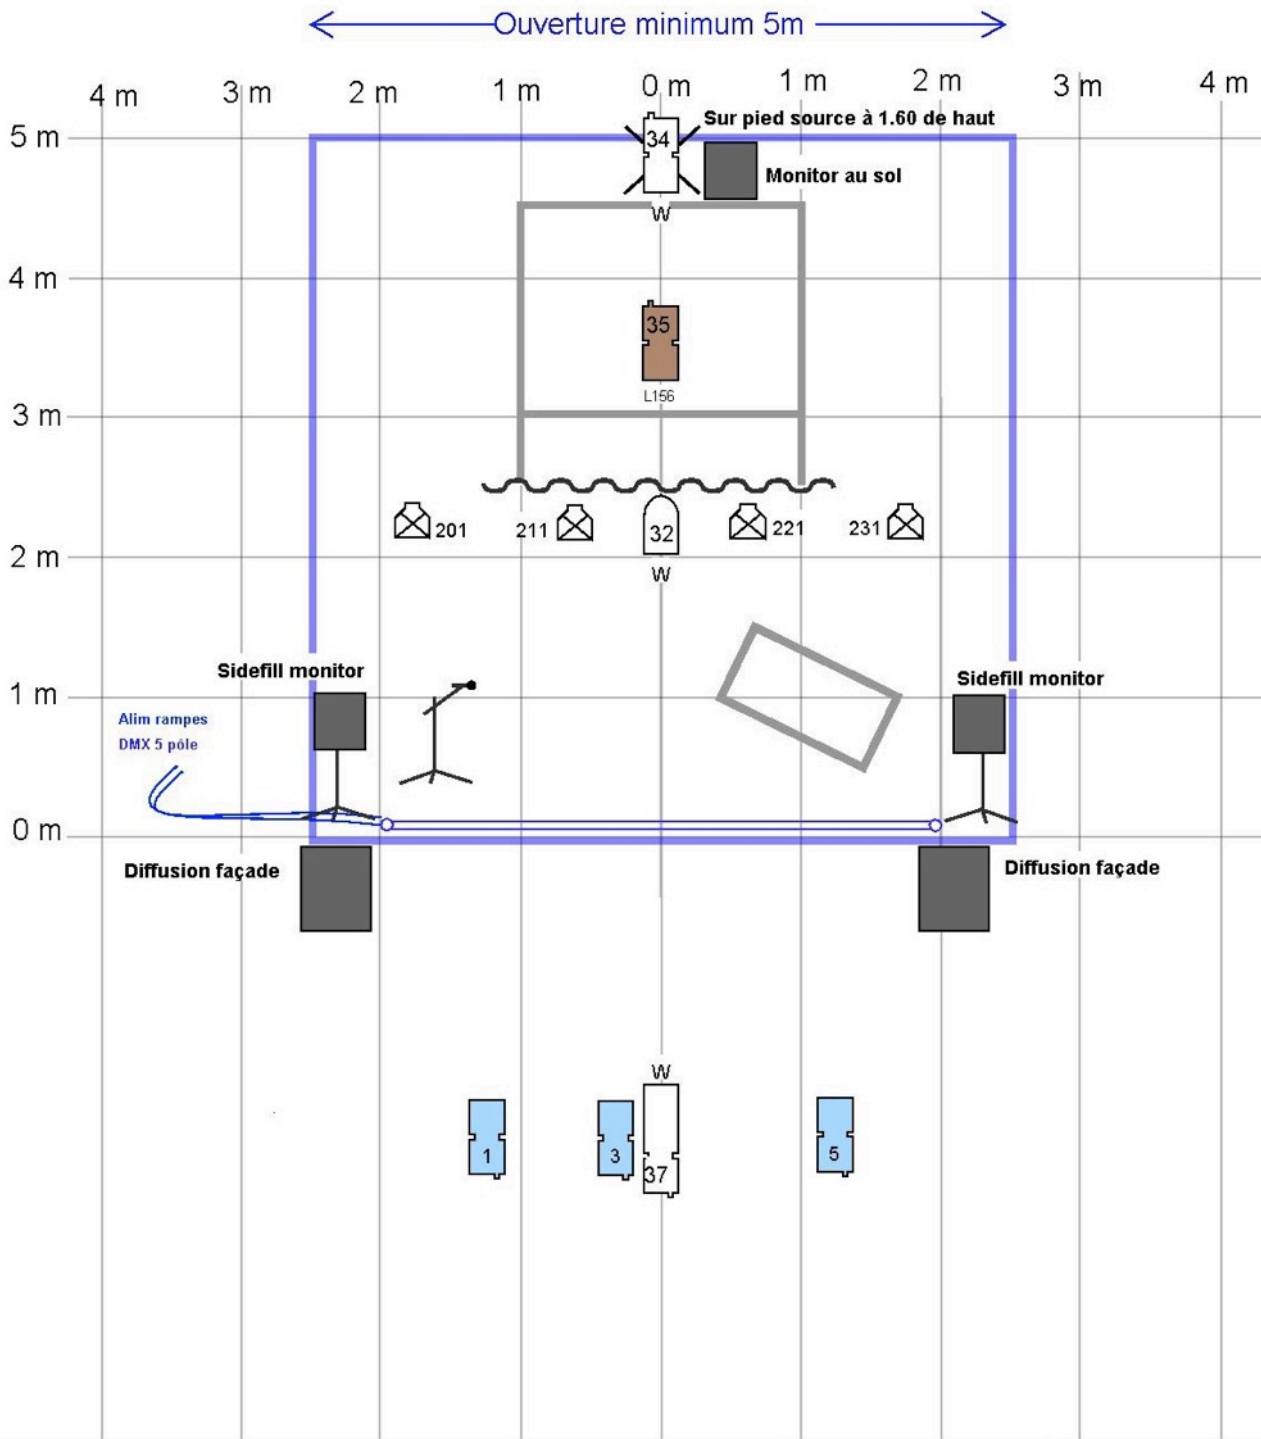 Ouverture minimum 5m
4 m 3 m 2 m 1 m 0 m 1 m 2 m 3 m 4 m
Sur pied source à 1.60 de haut
5 m
34
Monitor au sol
W
4 m
35
L156
3 m
201
211
32
221
231
2 m
W
Sidefill monitor
Sidefill monitor
1 m
Alim rampes
DMX 5 pôle
0 m
Diffusion façade
Diffusion façade
W
1
3
37
5